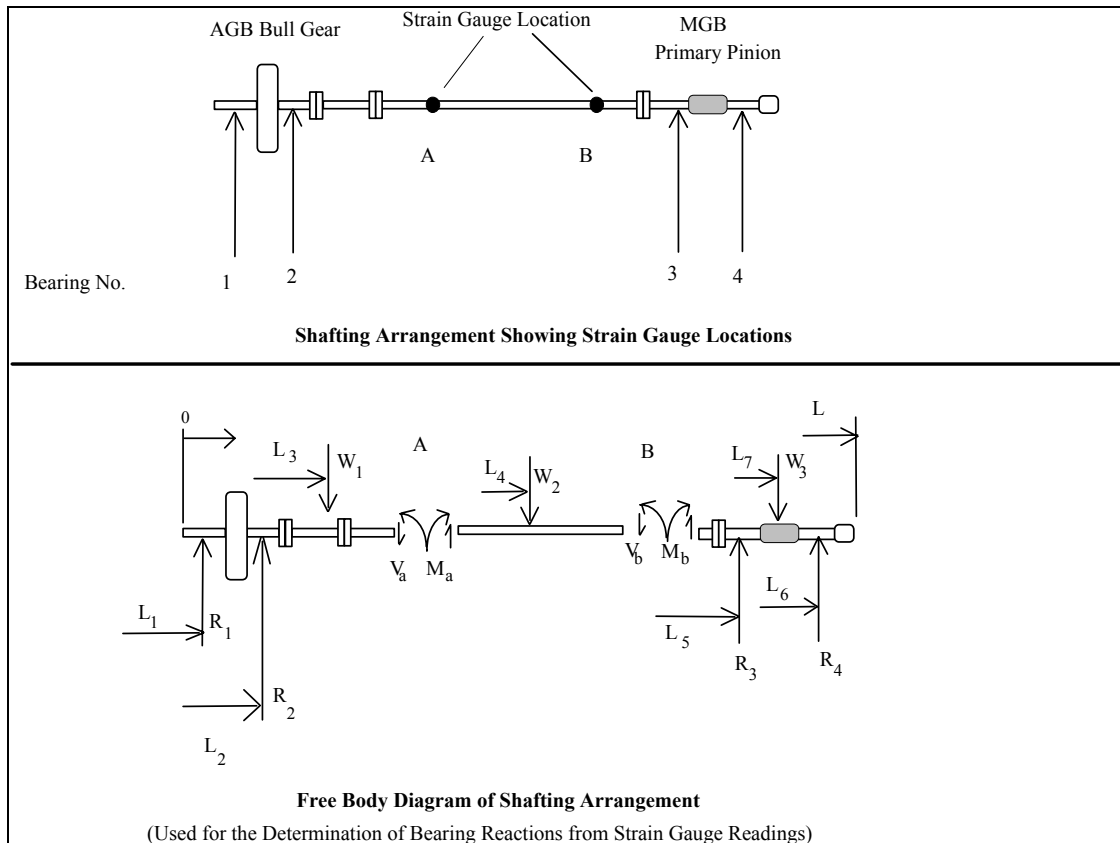 Strain Gauge Location
AGB Bull Gear
MGB
Primary Pinion
A
B
Bearing No.
1
2
3
4
Shafting Arrangement Showing Strain Gauge Locations
0
L
L3
W1
A
L4
W2
B
L7
W3
Va
Ma
Vb
Mb
L1
R1
L6
L5
R3
R4
R2
L2
Free Body Diagram of Shafting Arrangement
(Used for the Determination of Bearing Reactions from Strain Gauge Readings)